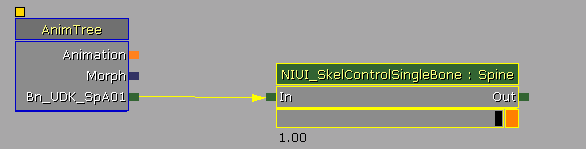 AnimTree
Animation
Morph
Bn_UDK_SpA01
NIUI_SkelControlSingleBone : Spine
In Out
1.00